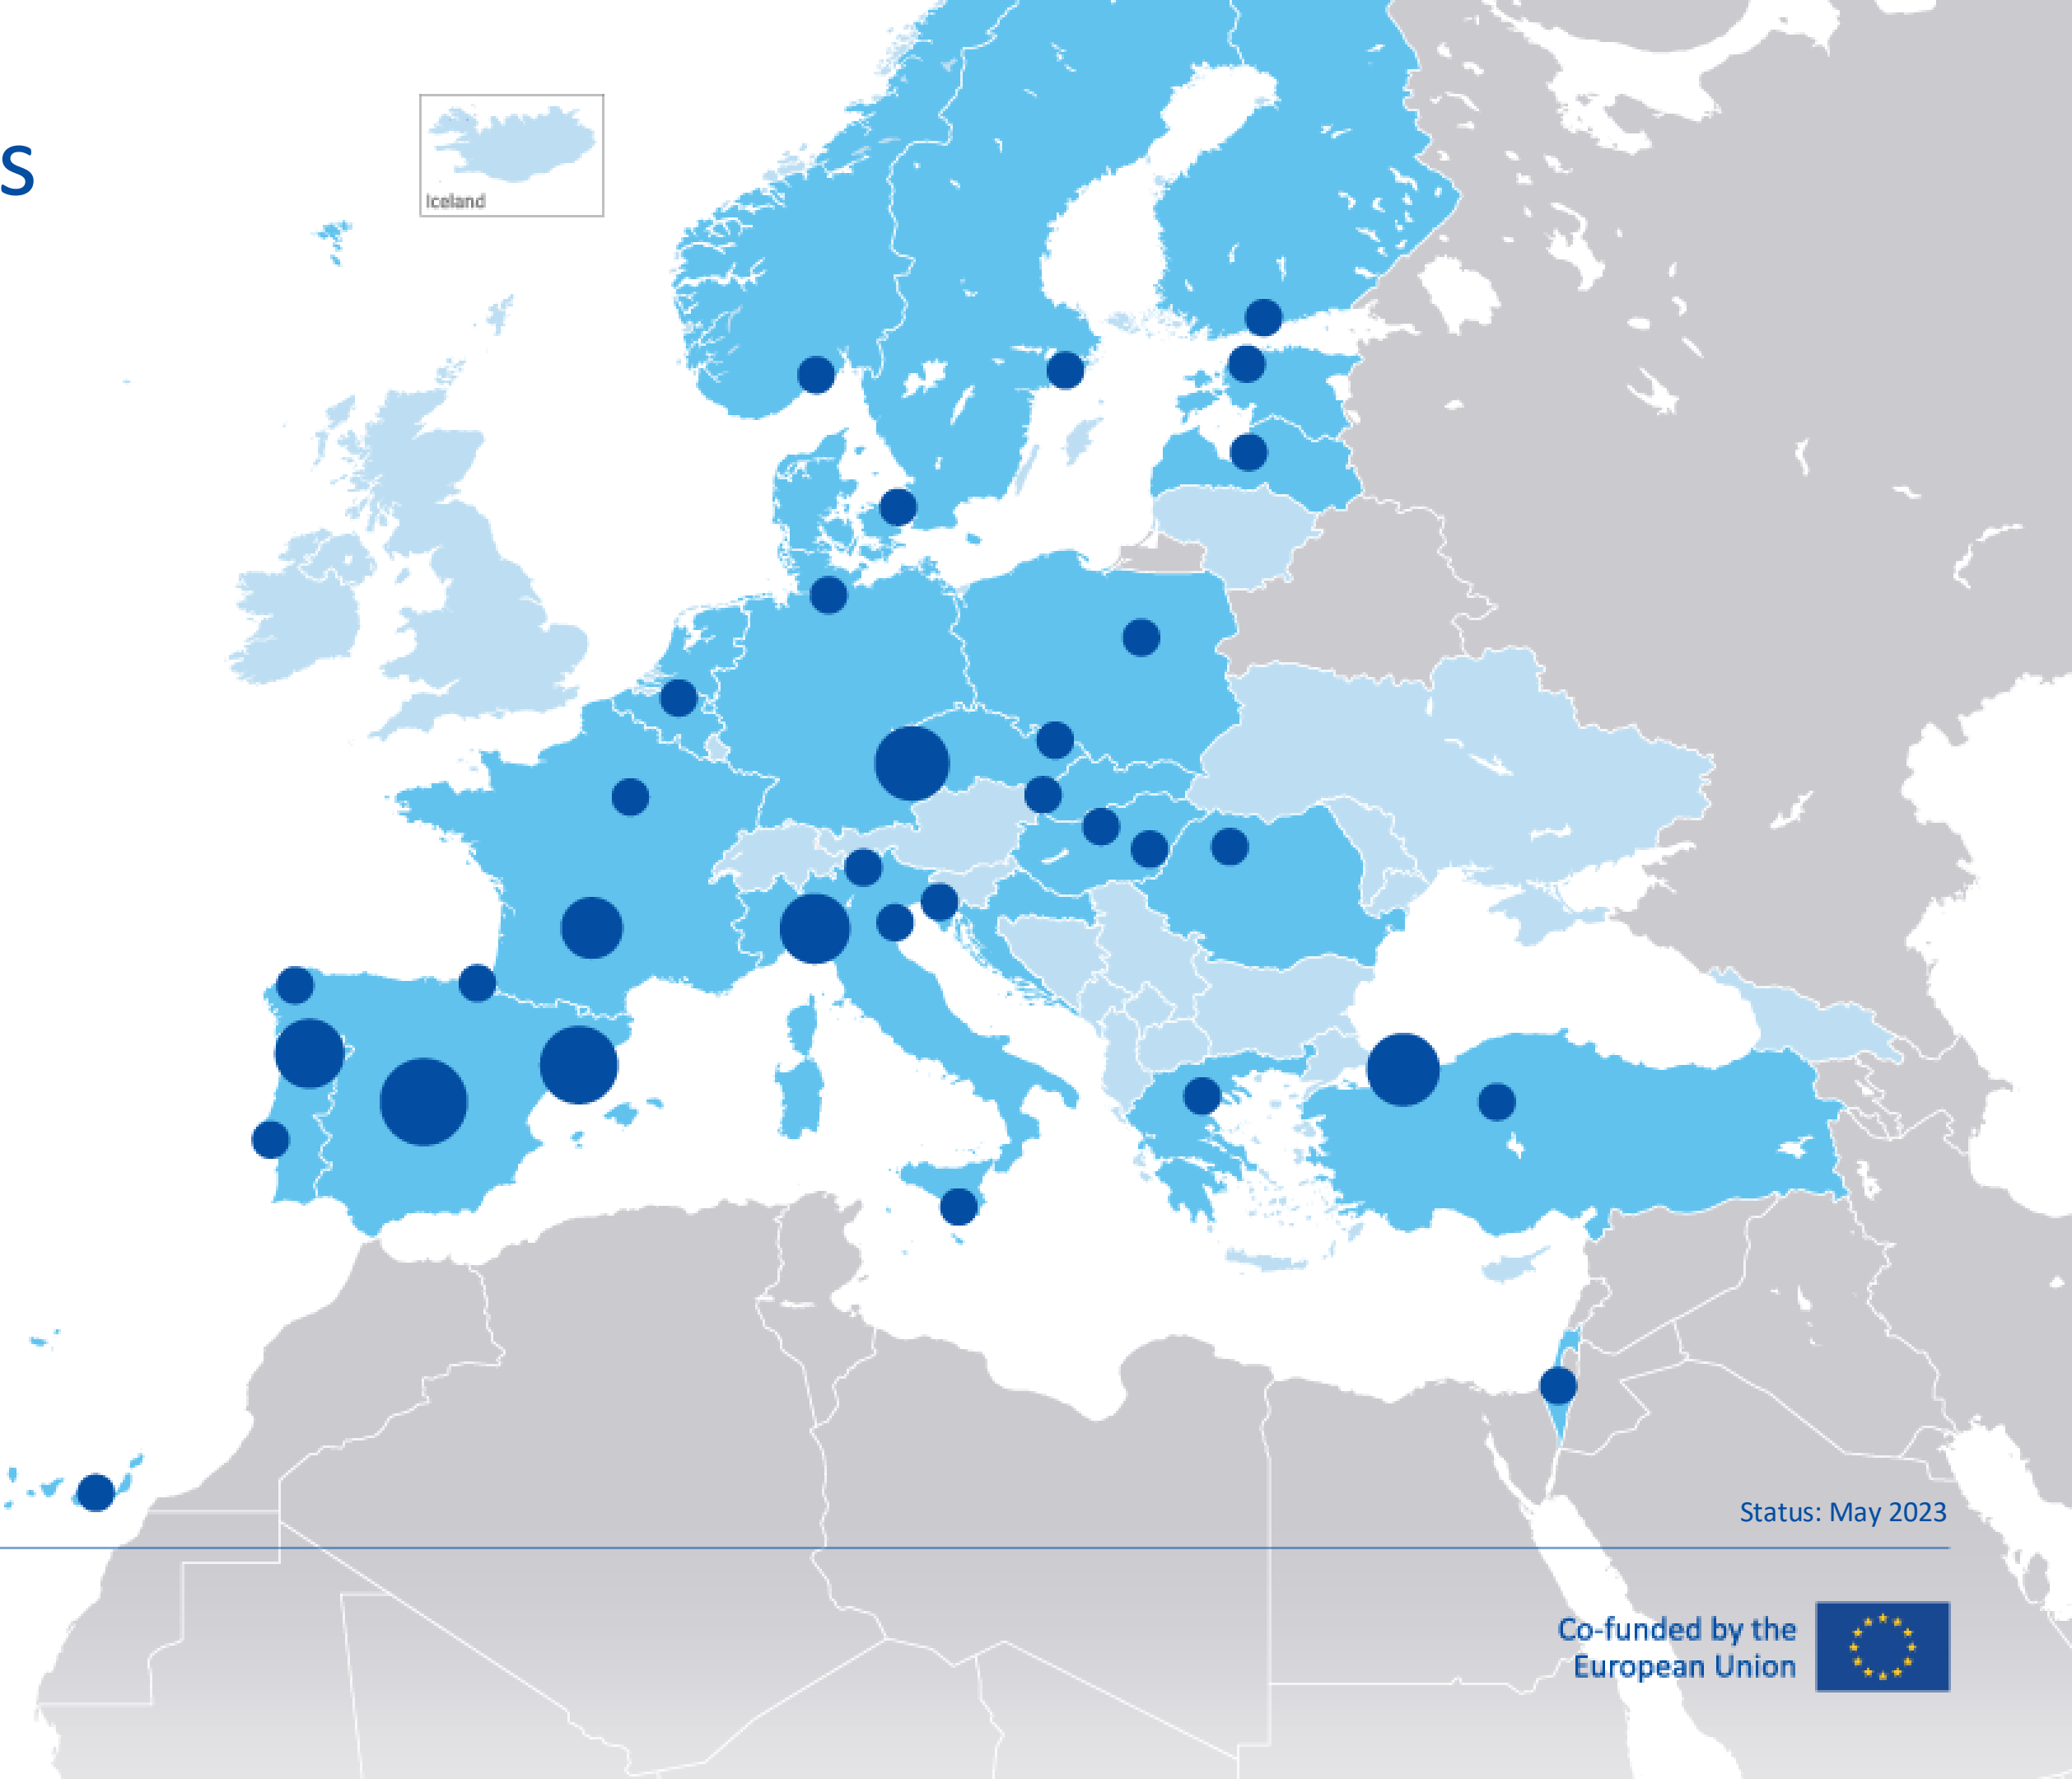 s
Iceland
Status: May 2023
Co-funded by the
European Union